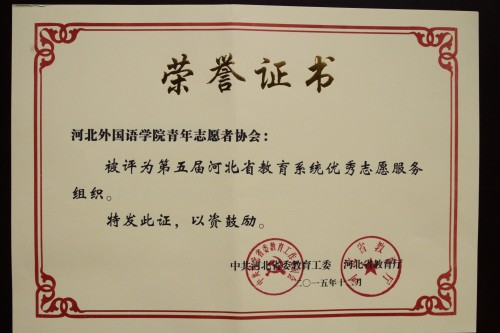 荣誉证书
河北外国语学院青年志愿者协会：
被评为第五届河北省教育系统优秀志愿服务
组织。
特发此证，以资鼓励。
中共河北省委教育工委 河北省教育厅
二〇一五年十二月